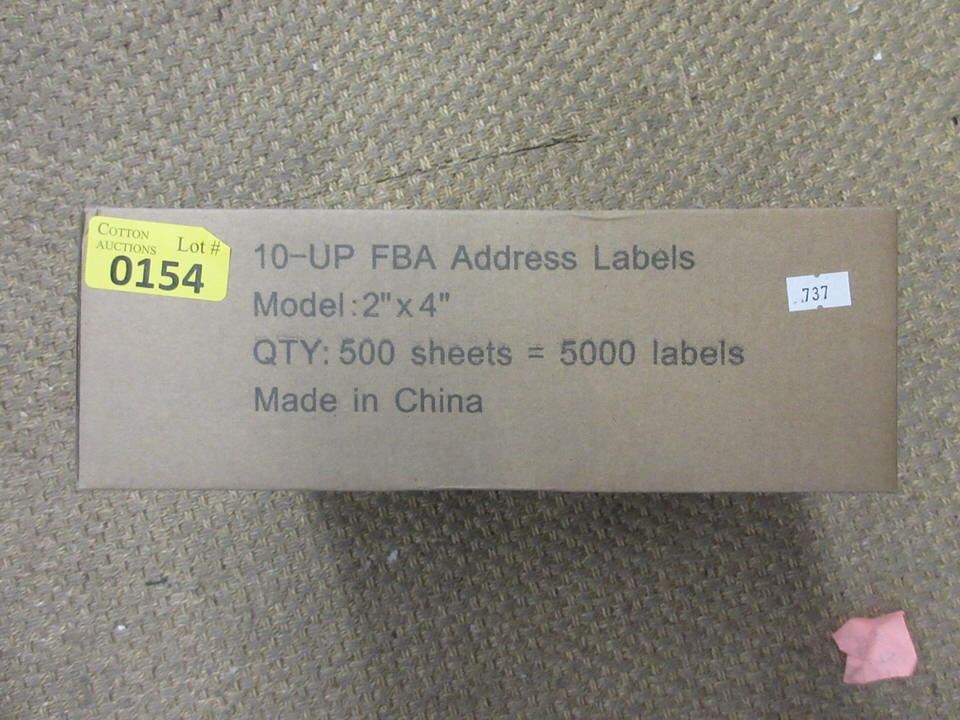 COTTON
AUCTIONS Lot #
0154
10-UP FBA Address Labels
Model:2"x4"
QTY: 500 sheets = 5000 labels
Made in China
737